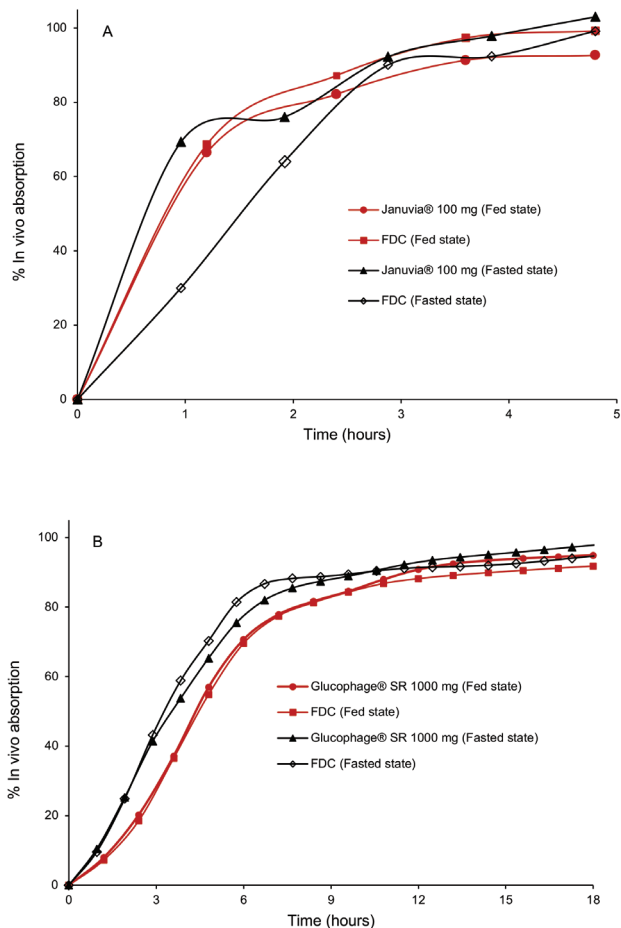 A
100
80
60
40
20
0
% In vivo absorption
Januvia® 100 mg (Fed state)
FDC (Fed state)
Januvia® 100 mg (Fasted state)
FDC (Fasted state)
0 1 2 3 4 5
Time (hours)
B
100
80
60
40
20
0
% In vivo absorption
Glucophage® SR 1000 mg (Fed state)
FDC (Fed state)
Glucophage® SR 1000 mg (Fasted state)
FDC (Fasted state)
0 3 6 9 12 15 18
Time (hours)